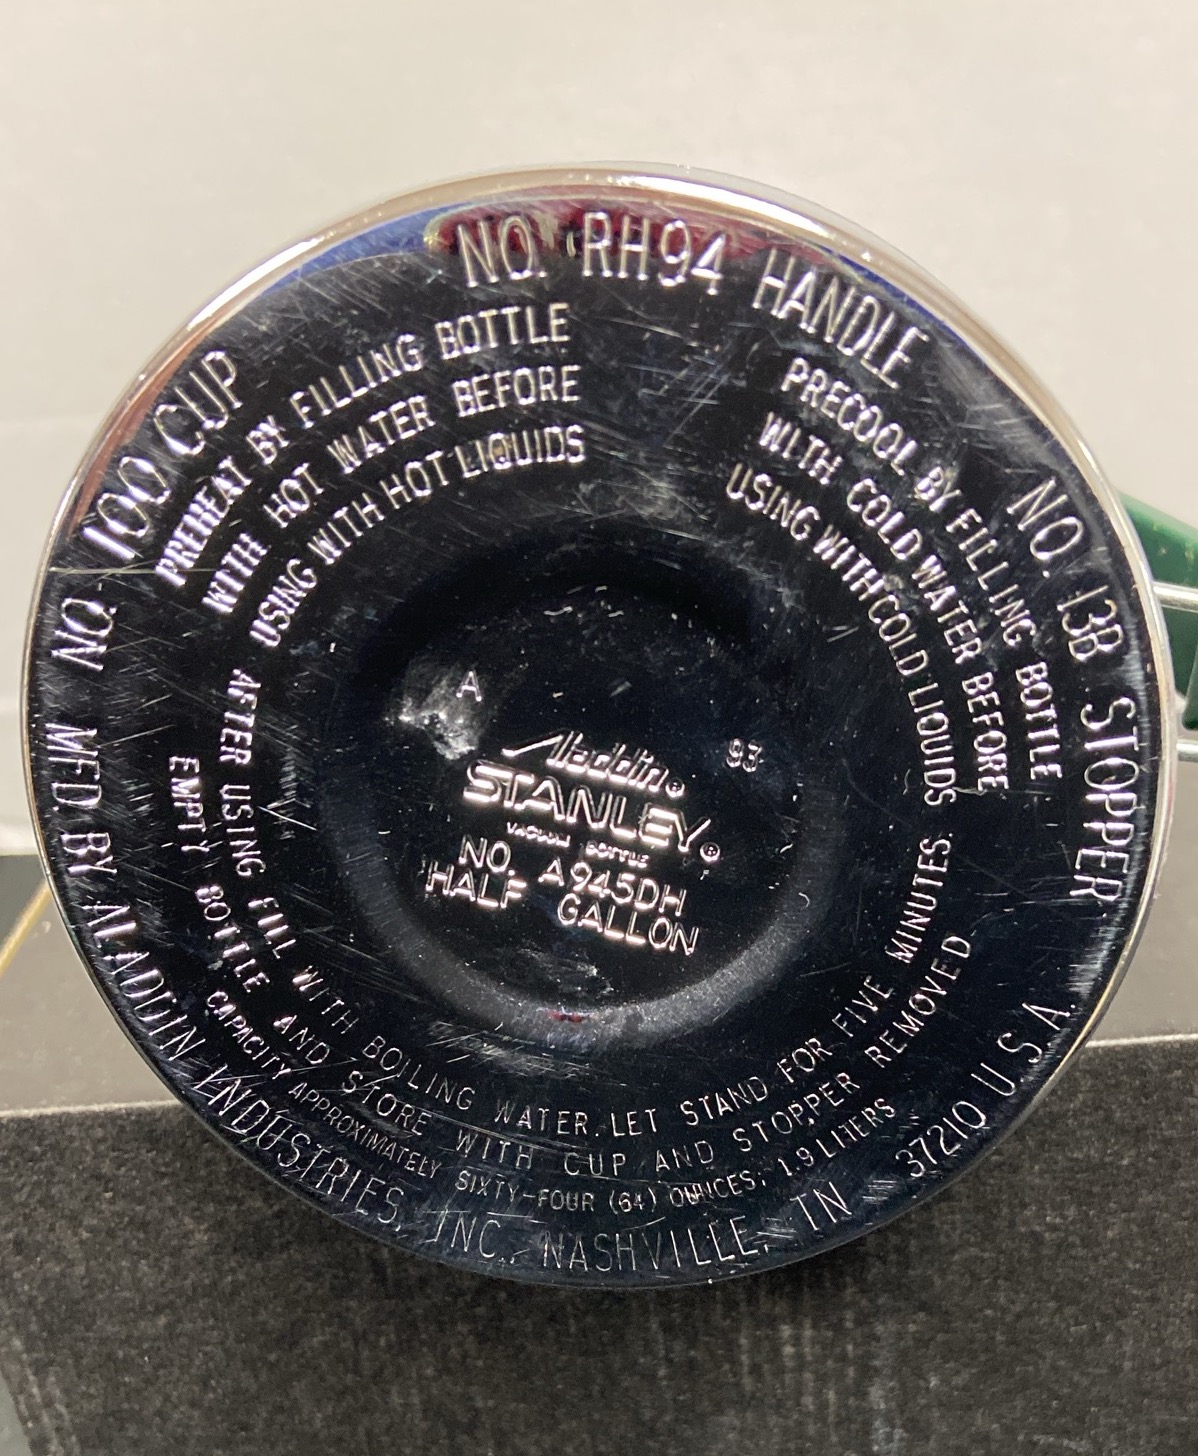 NO. 100 CUP
NO. RH94 HANDLE
NO. 13B STOPPER
PREHEAT BY FILLING BOTTLE
WITH HOT WATER BEFORE
USING WITH HOT LIQUIDS
PRECOOL BY FILLING BOTTLE
WITH COLD WATER BEFORE
USING WITH COLD LIQUIDS
A
93
Aladdin®
STANLEY®
VACUUM BOTTLE
NO. A945DH
HALF GALLON
AFTER USING FILL WITH BOILING WATER. LET STAND FOR FIVE MINUTES.
EMPTY BOTTLE AND STORE WITH CUP AND STOPPER REMOVED
CAPACITY APPROXIMATELY SIXTY-FOUR (64) OUNCES; 1.9 LITERS
MFD BY ALADDIN INDUSTRIES, INC., NASHVILLE, TN 37210 U.S.A.